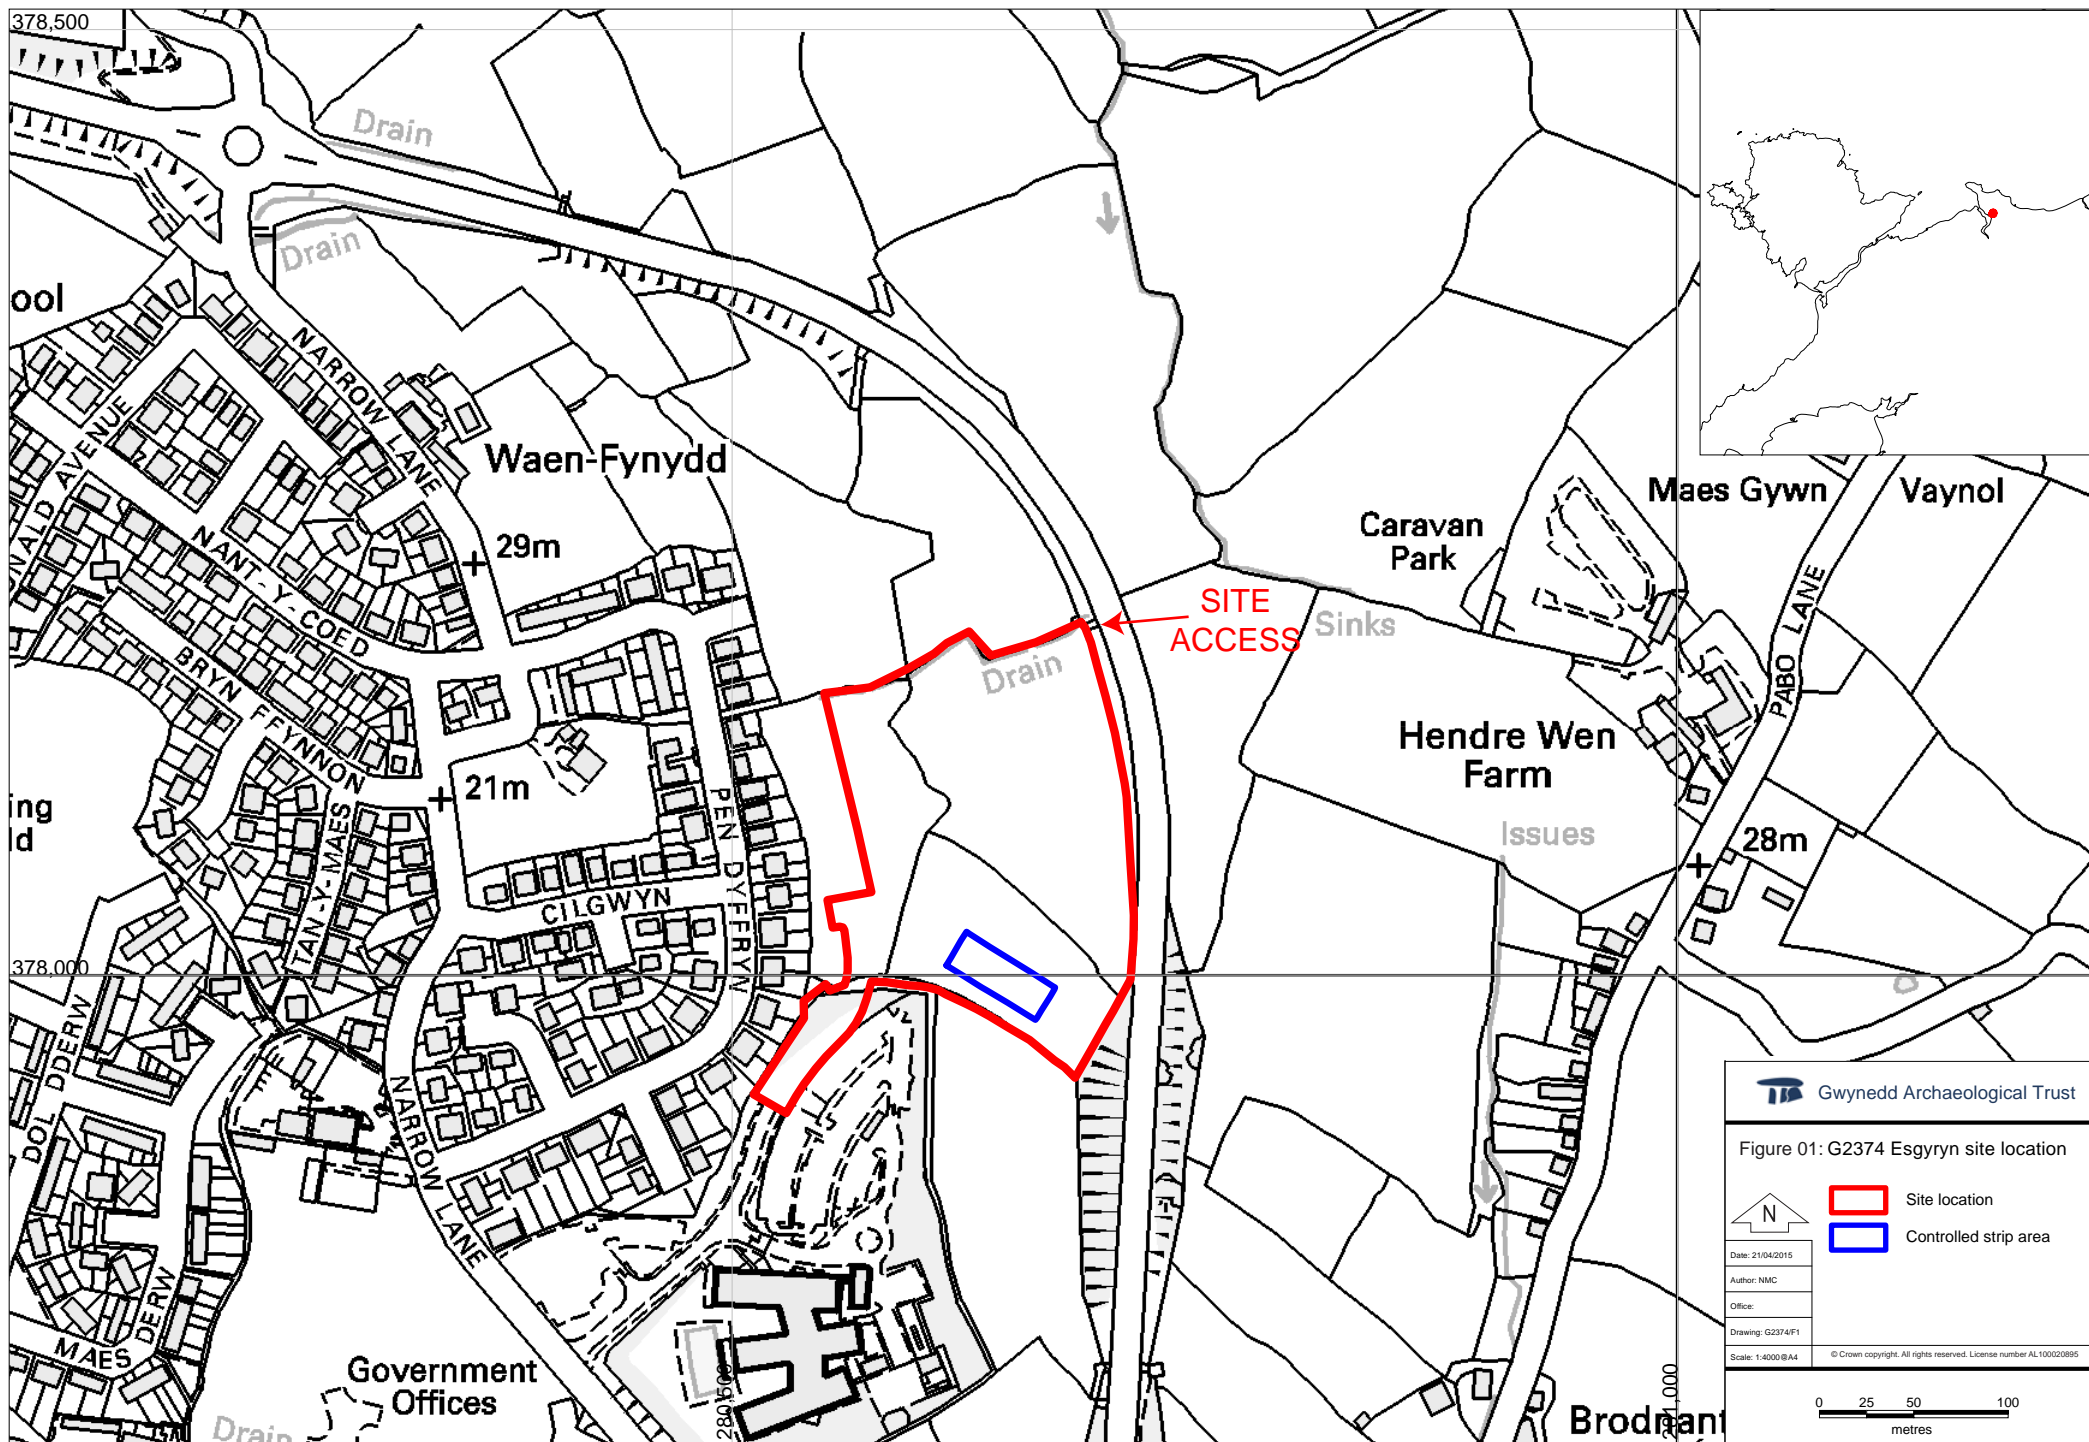 378,500
Drain
Drain
ool
NARROW LANE
Waen-Fynydd
29m
NANT-Y-COED
BRYN FFYNNON
21m
TAN-Y-MAES
PEN DYFFRYN
CILGWYN
ing
ld
378,000
DOL DDERW
NARROW LANE
MAES
DERW
Government
Offices
Drain
280,500
SITE
ACCESS
Drain
Sinks
Caravan
Park
Maes Gywn
Vaynol
PABO LANE
Hendre Wen
Farm
Issues
28m
Brodnant
Gwynedd Archaeological Trust
Figure 01: G2374 Esgyryn site location
N
Site location
Controlled strip area
Date: 21/04/2015
Author: NMC
Office:
Drawing: G2374/F1
Scale: 1:4000@A4
© Crown copyright. All rights reserved. License number AL100020895
0 25 50 100
metres